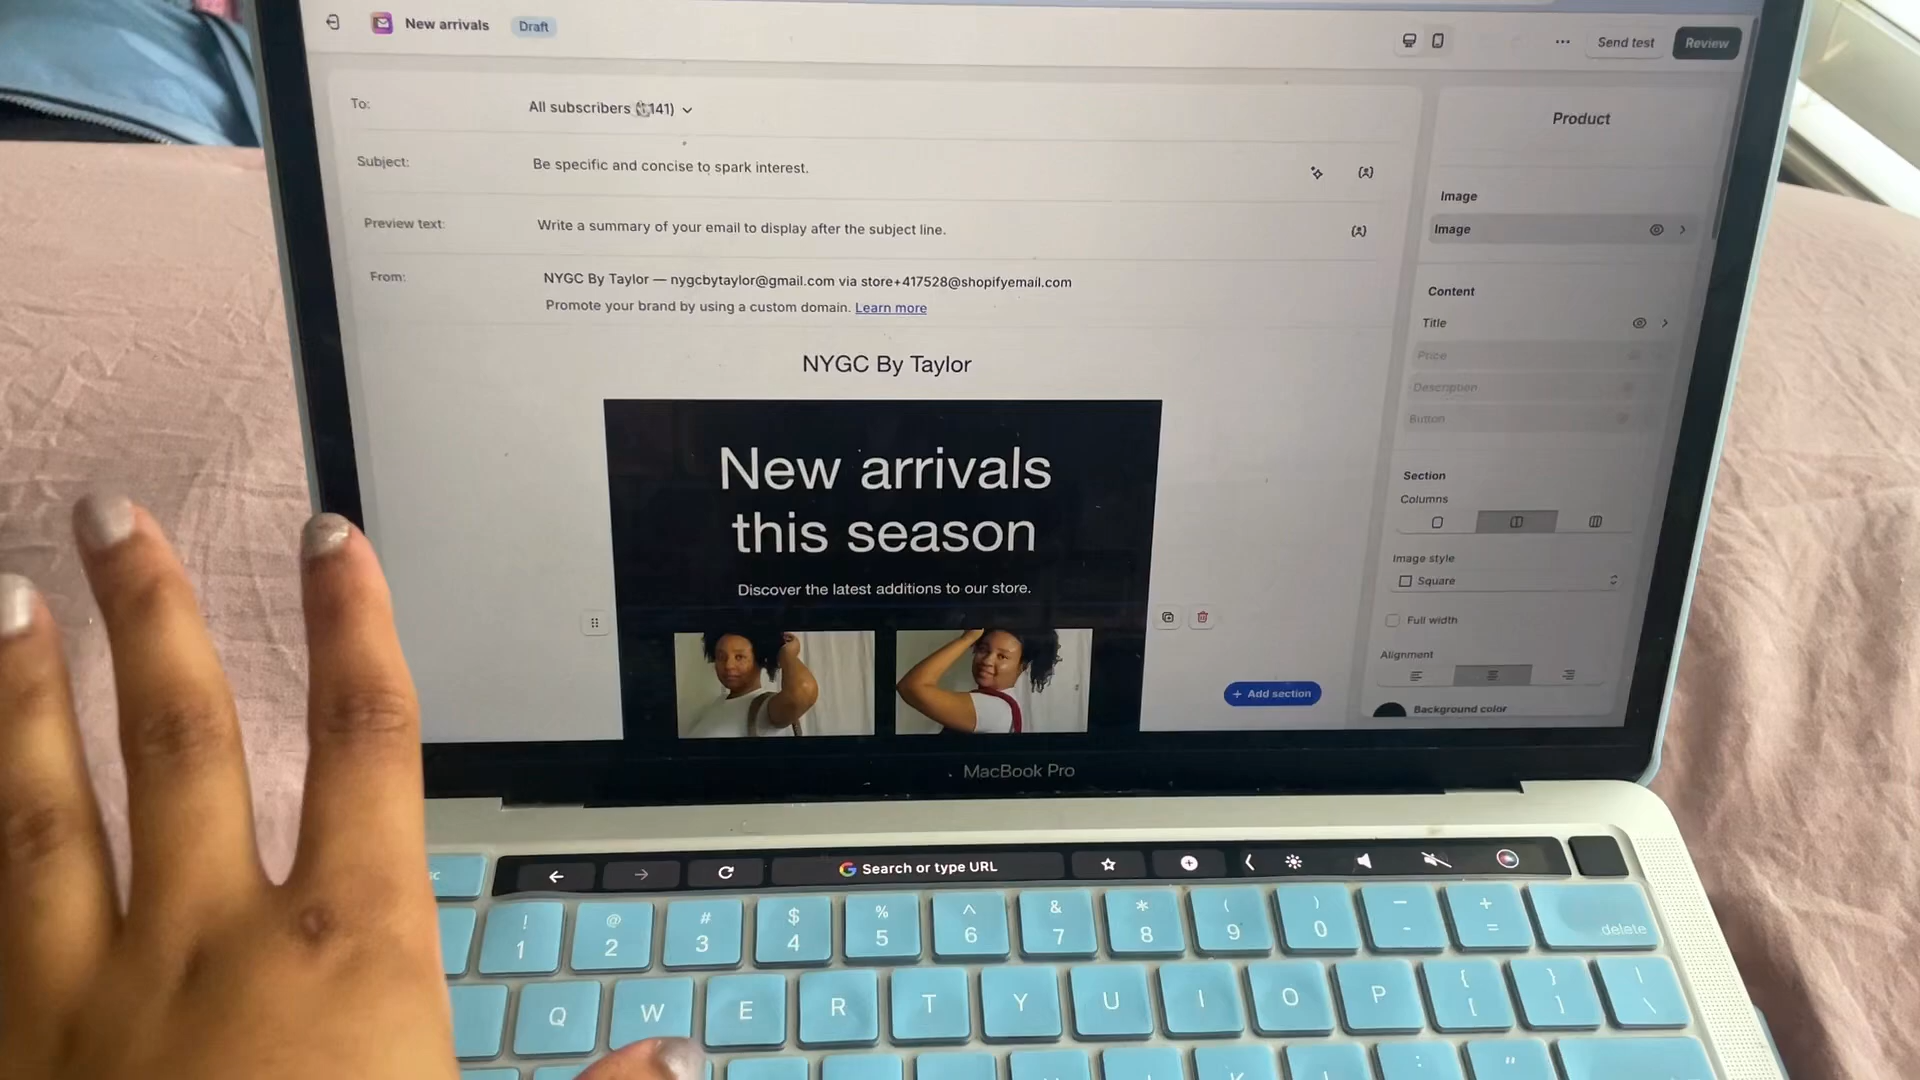 New arrivals Draft
Send test Review
To: All subscribers
Subject: Be specific and concise to spark interest.
Preview text: Write a summary of your email to display after the subject line.
From: NYGC By Taylor — nygcbytaylor@gmail.com via store+417528@shopifyemail.com
Promote your brand by using a custom domain. Learn more
NYGC By Taylor
New arrivals
this season
Discover the latest additions to our store.
+ Add section
Product
Image
Image
Content
Title
Price
Description
Button
Section
Columns
Image style
Square
Full width
Alignment
Background color
MacBook Pro
Search or type URL
! @ # $ % ^ & * ( ) — +
1 2 3 4 5 6 7 8 9 0 - = delete
{ } |
Q W E R T Y U I O P [ ] \
: "